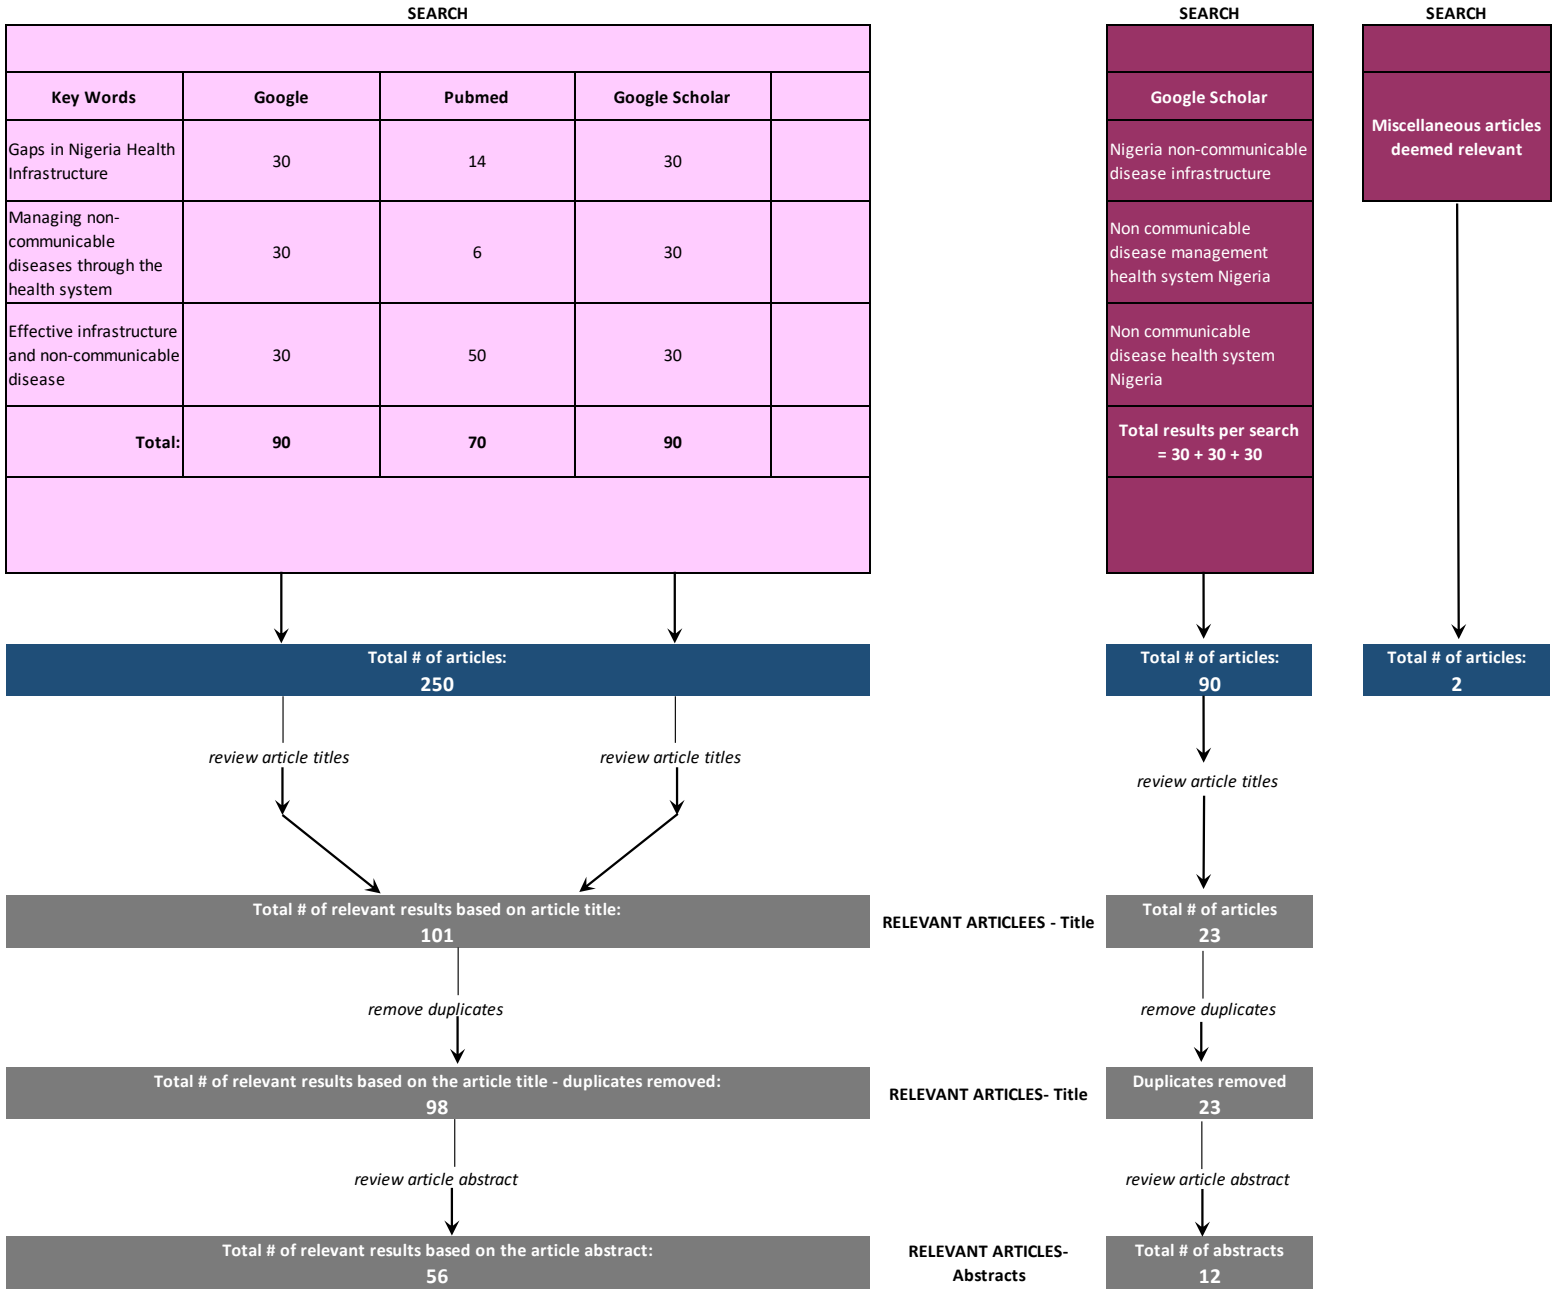 SEARCH
Key Words
Google
Pubmed
Google Scholar
Gaps in Nigeria Health
Infrastructure
30
14
30
Managing non-
communicable
diseases through the
health system
30
6
30
Effective infrastructure
and non-communicable
disease
30
50
30
Total:
90
70
90
SEARCH
Google Scholar
Nigeria non-communicable
disease infrastructure
Non communicable
disease management
health system Nigeria
Non communicable
disease health system
Nigeria
Total results per search
= 30 + 30 + 30
SEARCH
Miscellaneous articles
deemed relevant
Total # of articles:
250
Total # of articles:
90
Total # of articles:
2
review article titles
review article titles
review article titles
Total # of relevant results based on article title:
101
RELEVANT ARTICLEES - Title
Total # of articles
23
remove duplicates
remove duplicates
Total # of relevant results based on the article title - duplicates removed:
98
RELEVANT ARTICLES- Title
Duplicates removed
23
review article abstract
review article abstract
Total # of relevant results based on the article abstract:
56
RELEVANT ARTICLES-
Abstracts
Total # of abstracts
12